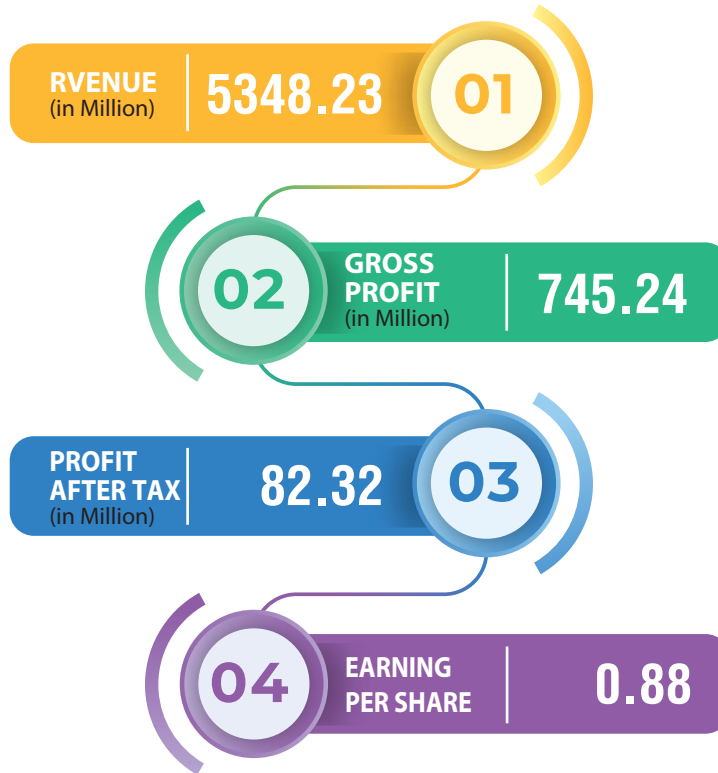 RVENUE
(in Million)
5348.23
01
02
GROSS
PROFIT
(in Million)
745.24
PROFIT
AFTER TAX
(in Million)
82.32
03
04
EARNING
PER SHARE
0.88